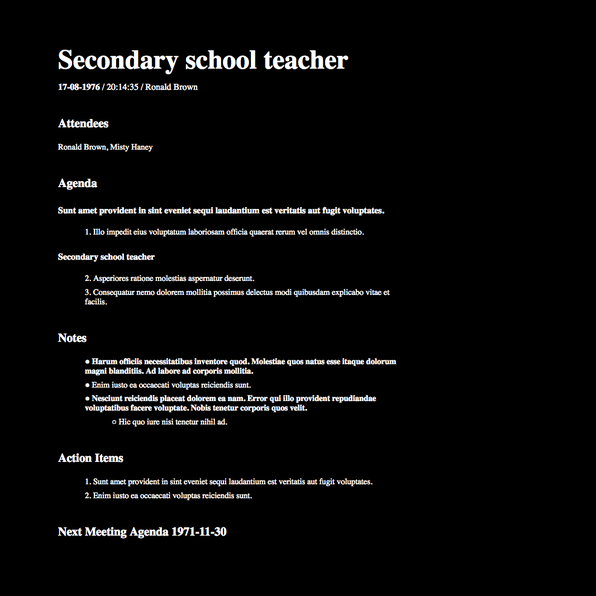 Secondary school teacher
17-08-1976 / 20:14:35 / Ronald Brown
Attendees
Ronald Brown, Misty Haney
Agenda
Sunt amet provident in sint eveniet sequi laudantium est veritatis aut fugit voluptates.
1. Illo impedit eius voluptatum laboriosam officia quaerat rerum vel omnis distinctio.
Secondary school teacher
2. Asperiores ratione molestias aspernatur deserunt.
3. Consequatur nemo dolorem mollitia possimus delectus modi quibusdam explicabo vitae et
facilis.
Notes
● Harum officiis necessitatibus inventore quod. Molestiae quos natus esse itaque dolorum
magni blanditiis. Ad labore ad corporis mollitia.
● Enim iusto ea occaecati voluptas reiciendis sunt.
● Nesciunt reiciendis placeat dolorem ea nam. Error qui illo provident repudiandae
voluptatibus facere voluptate. Nobis tenetur corporis quos velit.
○ Hic quo iure nisi tenetur nihil ad.
Action Items
1. Sunt amet provident in sint eveniet sequi laudantium est veritatis aut fugit voluptates.
2. Enim iusto ea occaecati voluptas reiciendis sunt.
Next Meeting Agenda 1971-11-30